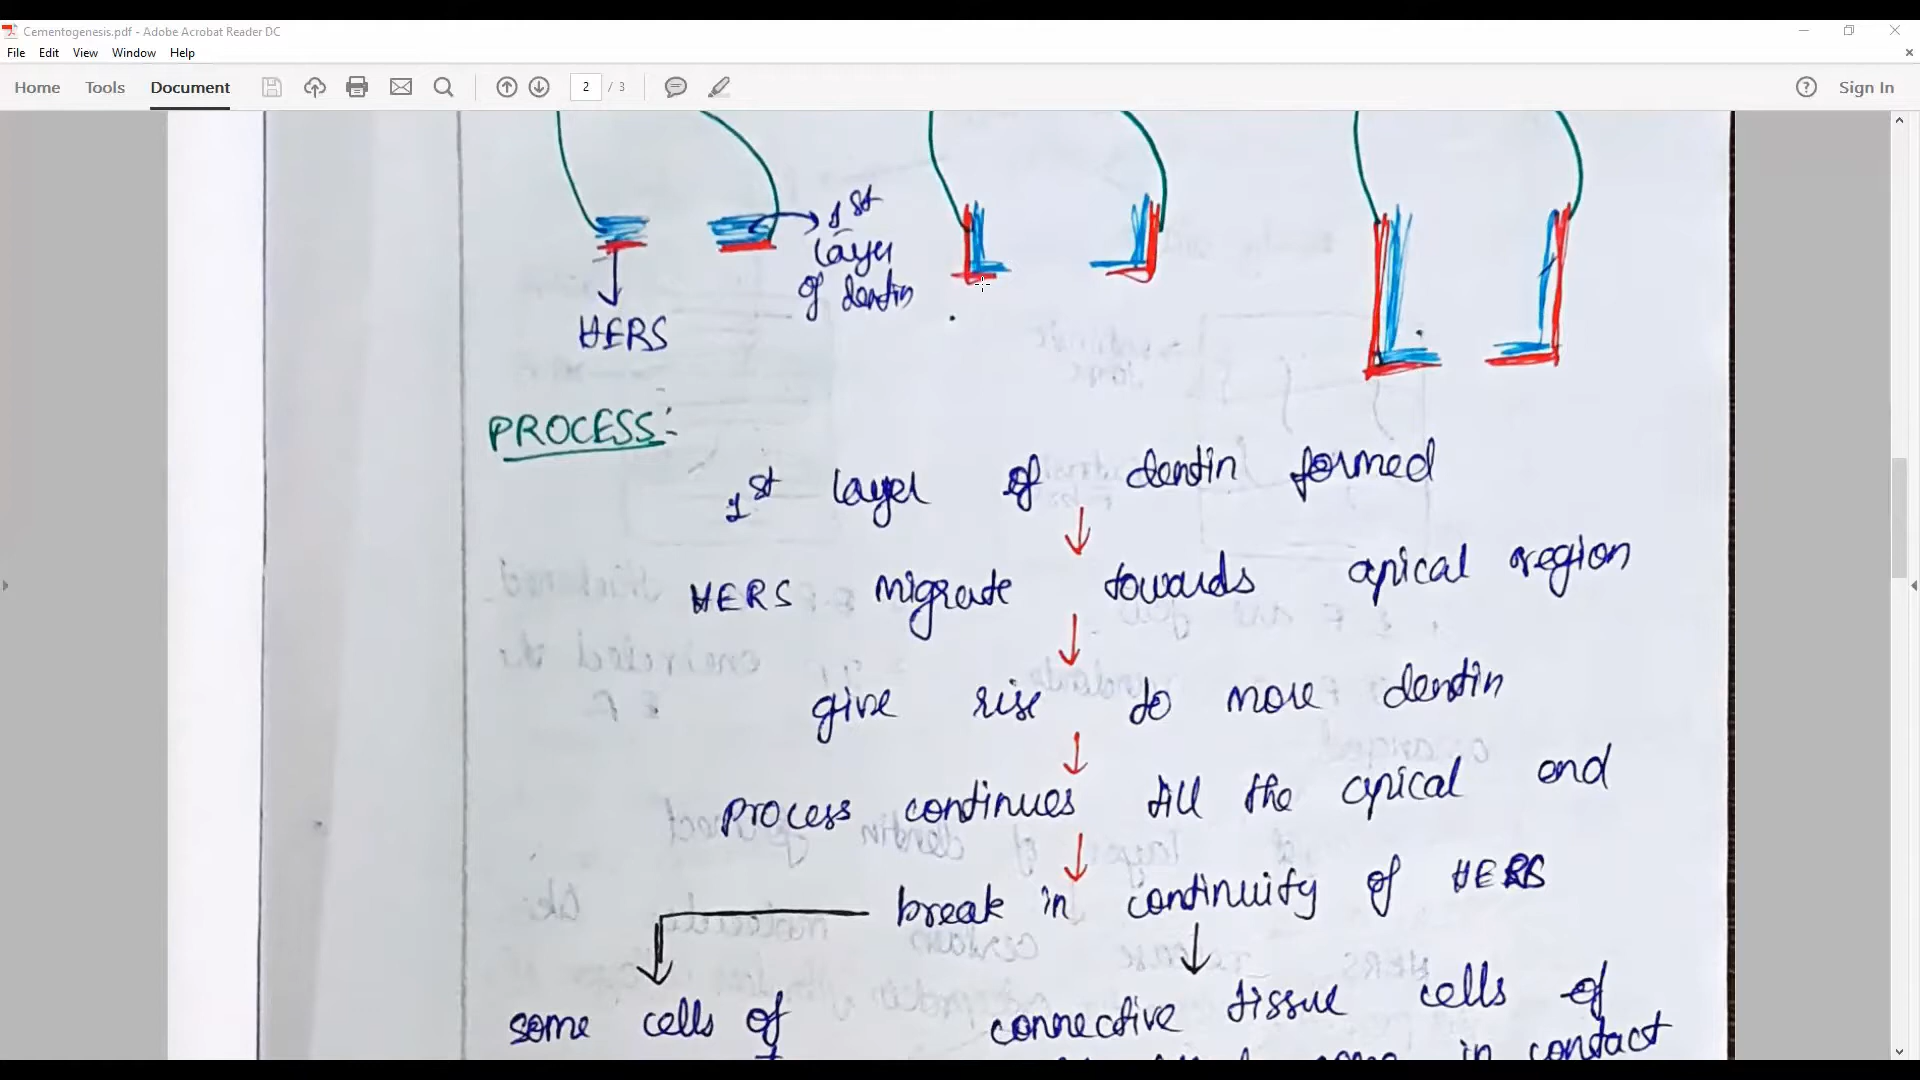 Cementogenesis.pdf - Adobe Acrobat Reader DC
File Edit View Window Help
Home Tools Document 2 / 3 Sign In
1st
layer
of dentin
HERS
PROCESS:-
1st layer of dentin formed
HERS migrate towards apical region
give rise to more dentin
Process continues till the apical end
break in continuity of HERS
some cells of
connective tissue cells of
come in contact